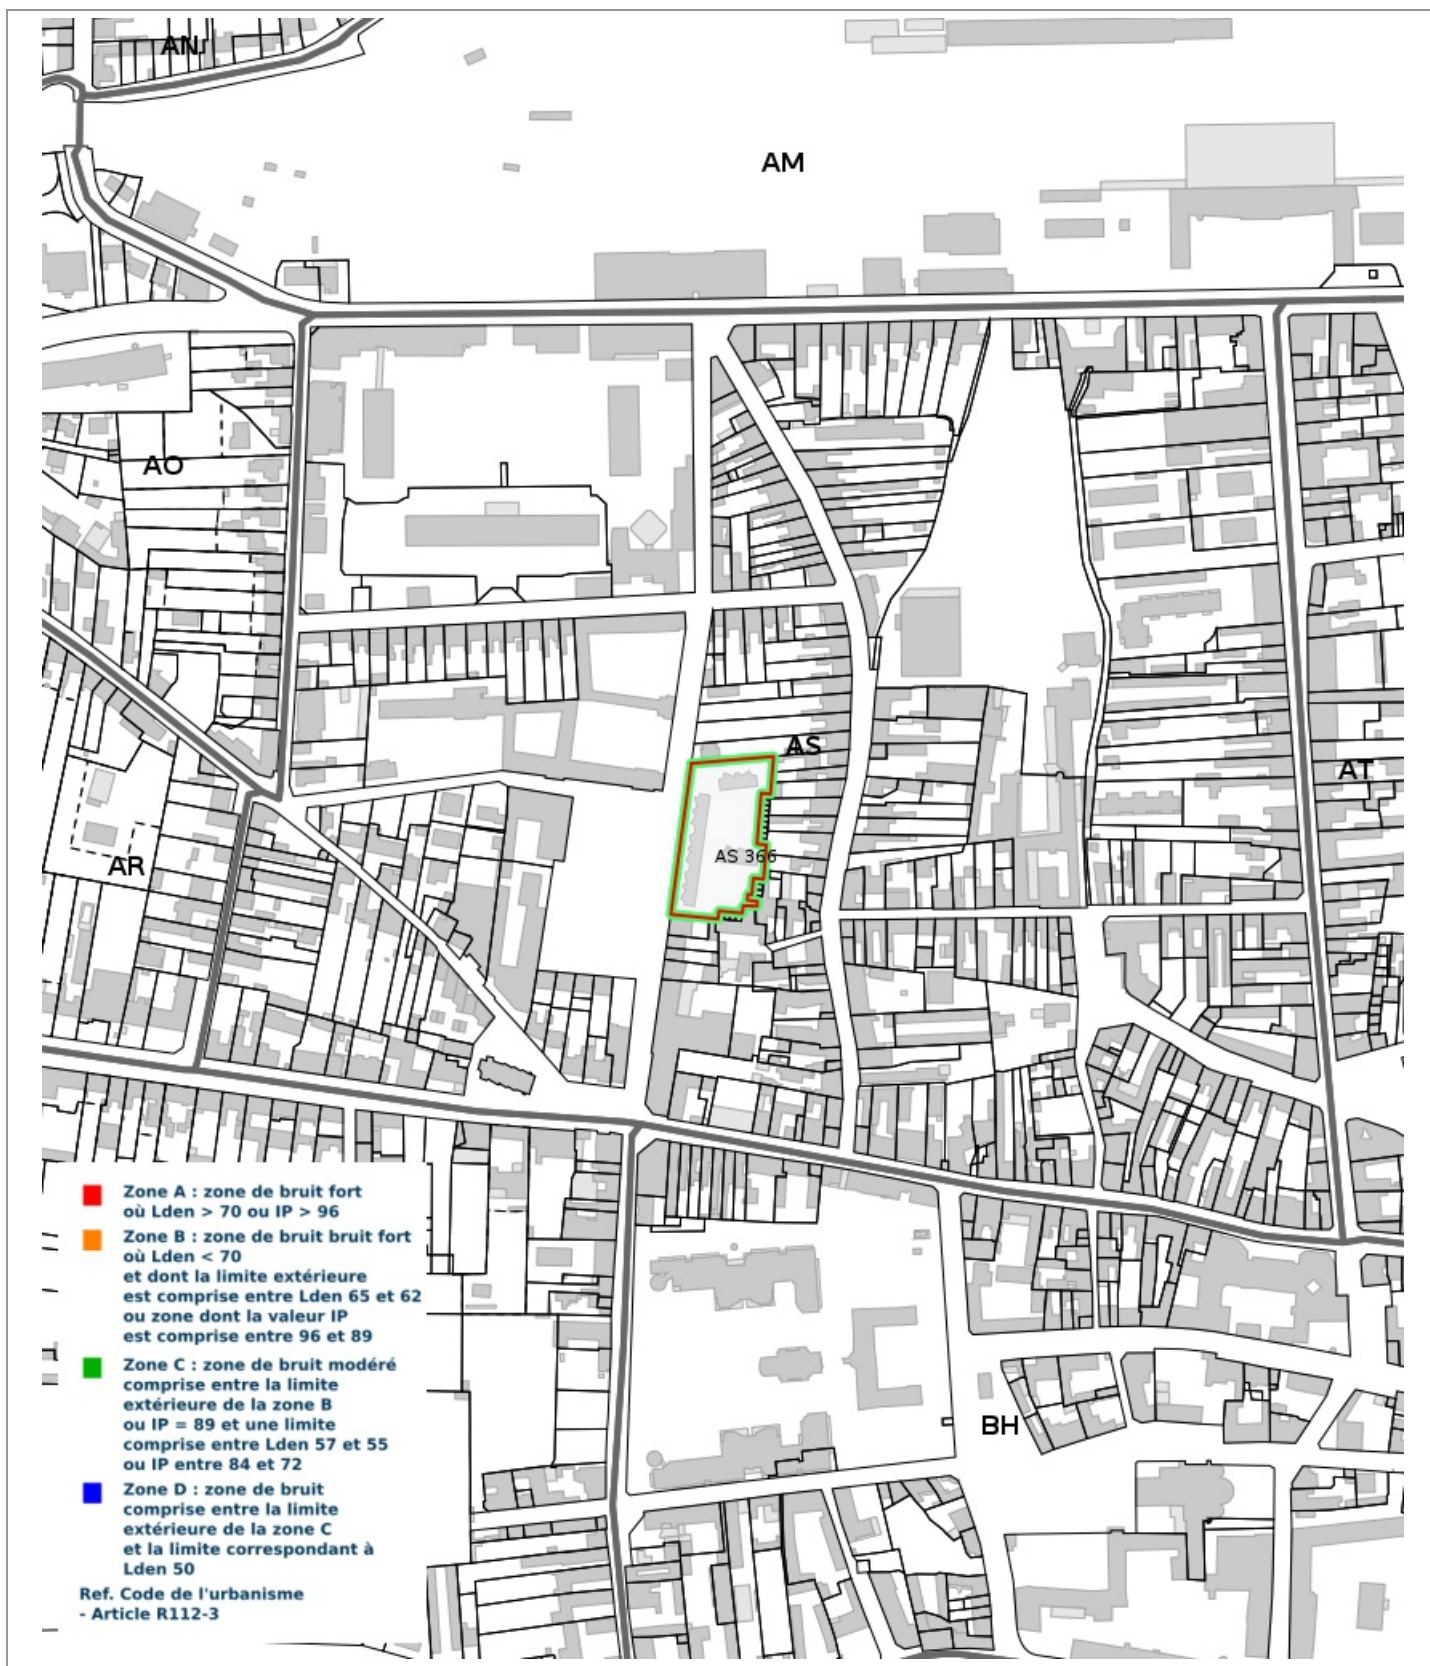 AN
AM
AO
AS
AT
AS 366
AR
Zone A : zone de bruit fort
où Lden > 70 ou IP > 96
Zone B : zone de bruit bruit fort
où Lden < 70
et dont la limite extérieure
est comprise entre Lden 65 et 62
ou zone dont la valeur IP
est comprise entre 96 et 89
Zone C : zone de bruit modéré
comprise entre la limite
extérieure de la zone B
ou IP = 89 et une limite
comprise entre Lden 57 et 55
ou IP entre 84 et 72
BH
Zone D : zone de bruit
comprise entre la limite
extérieure de la zone C
et la limite correspondant à
Lden 50
Ref. Code de l'urbanisme
- Article R112-3